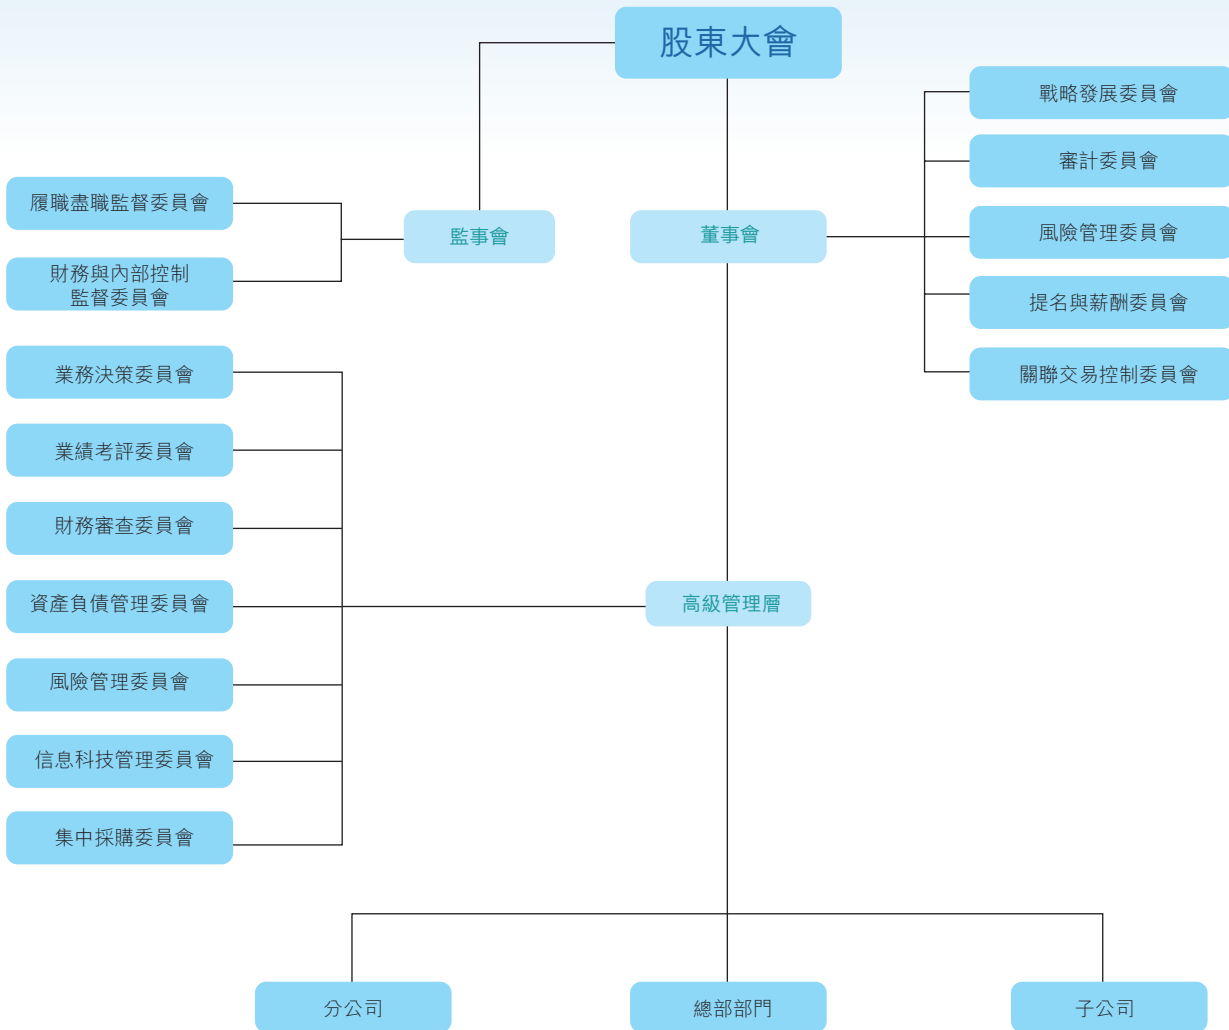 股東大會
戰略發展委員會
審計委員會
風險管理委員會
提名與薪酬委員會
關聯交易控制委員會
董事會
監事會
履職盡職監督委員會
財務與內部控制
監督委員會
業務決策委員會
業績考評委員會
財務審查委員會
資產負債管理委員會
風險管理委員會
信息科技管理委員會
集中採購委員會
高級管理層
分公司
總部部門
子公司